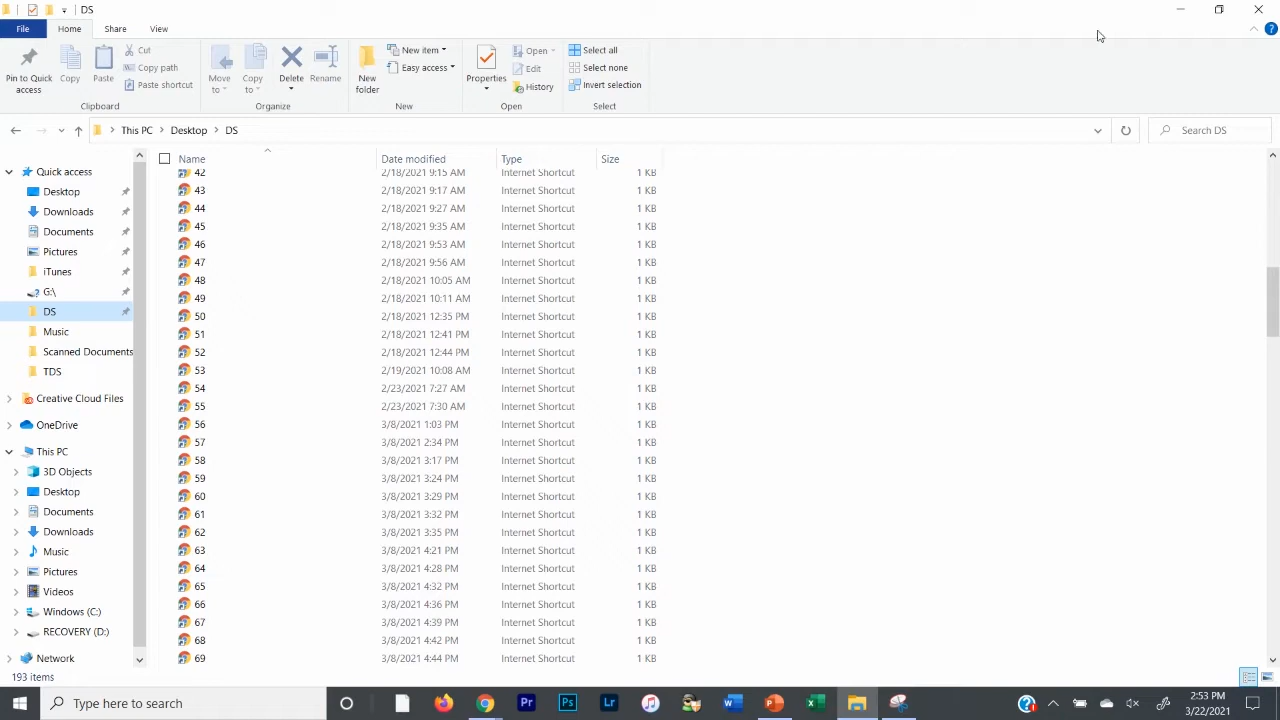 DS
File Home Share View
Pin to Quick access
Copy
Paste
Cut
Copy path
Paste shortcut
Clipboard
Move to
Copy to
Delete
Rename
Organize
New folder
New item
Easy access
New
Properties
Open
Edit
History
Open
Select all
Select none
Invert selection
Select
This PC > Desktop > DS
Search DS
Quick access
Desktop
Downloads
Documents
Pictures
iTunes
G:\
DS
Music
Scanned Documents
TDS
Creative Cloud Files
OneDrive
This PC
3D Objects
Desktop
Documents
Downloads
Music
Pictures
Videos
Windows (C:)
RECOVERY (D:)
Network
Name Date modified Type Size
42 2/18/2021 9:15 AM Internet Shortcut 1 KB
43 2/18/2021 9:17 AM Internet Shortcut 1 KB
44 2/18/2021 9:27 AM Internet Shortcut 1 KB
45 2/18/2021 9:35 AM Internet Shortcut 1 KB
46 2/18/2021 9:53 AM Internet Shortcut 1 KB
47 2/18/2021 9:56 AM Internet Shortcut 1 KB
48 2/18/2021 10:05 AM Internet Shortcut 1 KB
49 2/18/2021 10:11 AM Internet Shortcut 1 KB
50 2/18/2021 12:35 PM Internet Shortcut 1 KB
51 2/18/2021 12:41 PM Internet Shortcut 1 KB
52 2/18/2021 12:44 PM Internet Shortcut 1 KB
53 2/19/2021 10:08 AM Internet Shortcut 1 KB
54 2/23/2021 7:27 AM Internet Shortcut 1 KB
55 2/23/2021 7:30 AM Internet Shortcut 1 KB
56 3/8/2021 1:03 PM Internet Shortcut 1 KB
57 3/8/2021 2:34 PM Internet Shortcut 1 KB
58 3/8/2021 3:17 PM Internet Shortcut 1 KB
59 3/8/2021 3:24 PM Internet Shortcut 1 KB
60 3/8/2021 3:29 PM Internet Shortcut 1 KB
61 3/8/2021 3:32 PM Internet Shortcut 1 KB
62 3/8/2021 3:35 PM Internet Shortcut 1 KB
63 3/8/2021 4:21 PM Internet Shortcut 1 KB
64 3/8/2021 4:28 PM Internet Shortcut 1 KB
65 3/8/2021 4:32 PM Internet Shortcut 1 KB
66 3/8/2021 4:36 PM Internet Shortcut 1 KB
67 3/8/2021 4:39 PM Internet Shortcut 1 KB
68 3/8/2021 4:42 PM Internet Shortcut 1 KB
69 3/8/2021 4:44 PM Internet Shortcut 1 KB
193 items
Type here to search
Pr
Ps
Lr
2:53 PM
3/22/2021